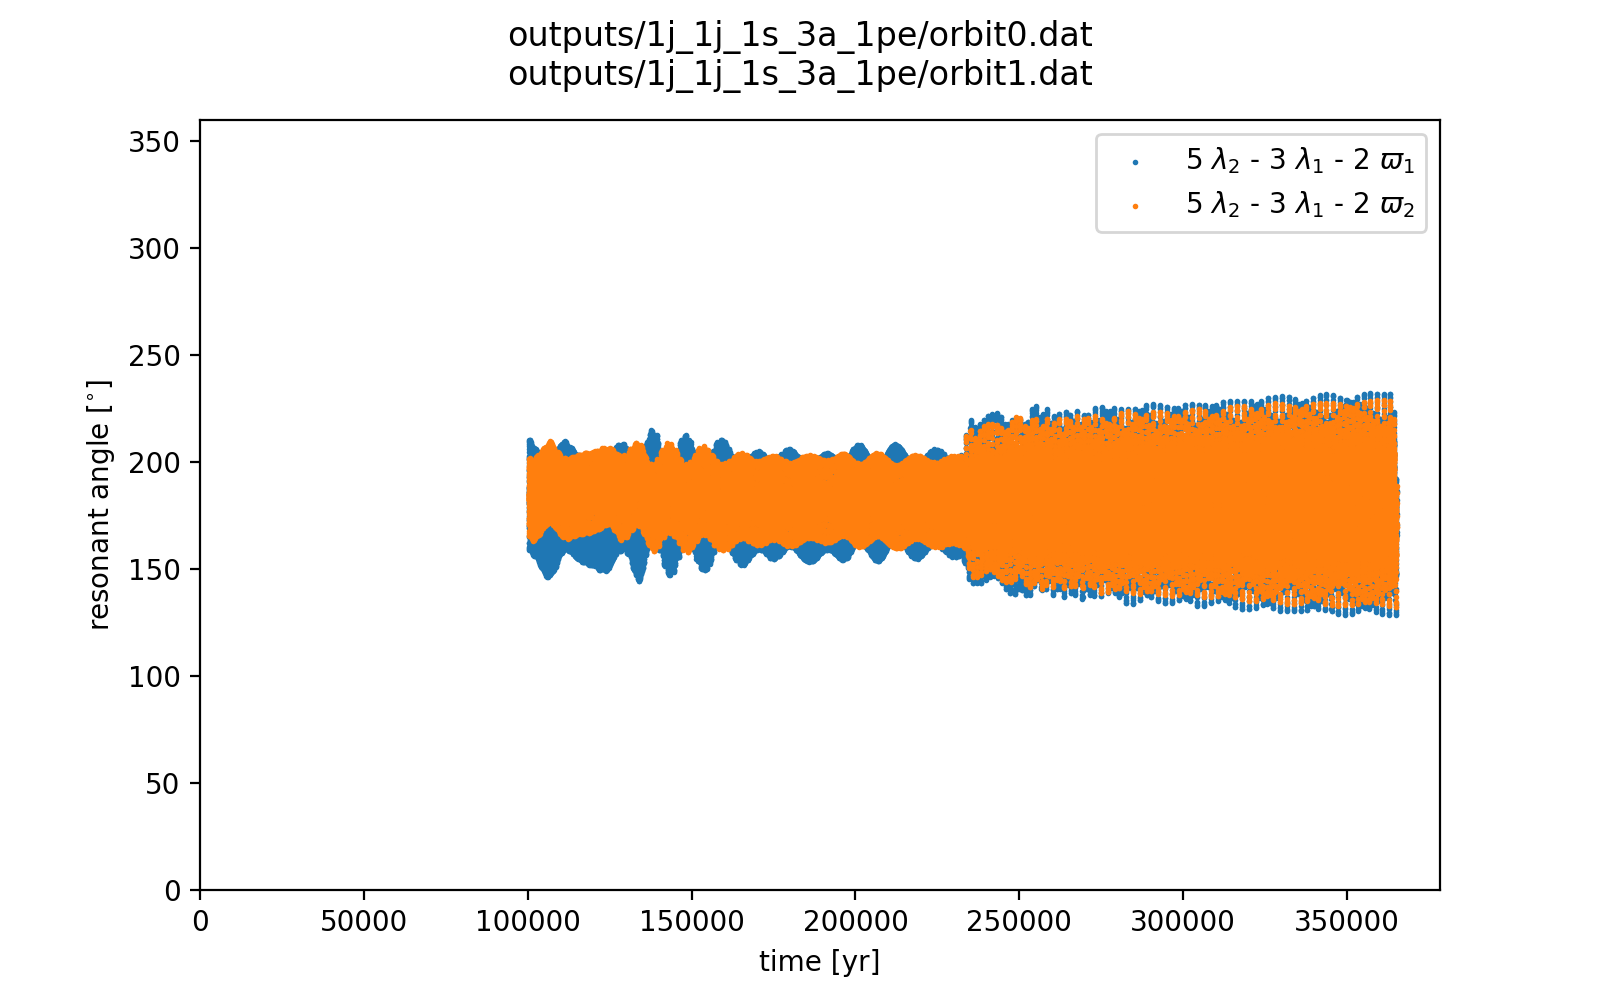 outputs/1j_1j_1s_3a_1pe/orbit0.dat
outputs/1j_1j_1s_3a_1pe/orbit1.dat
5 λ₂ - 3 λ₁ - 2 ϖ₁
5 λ₂ - 3 λ₁ - 2 ϖ₂
350
300
250
200
150
100
50
0
resonant angle [°]
0 50000 100000 150000 200000 250000 300000 350000
time [yr]